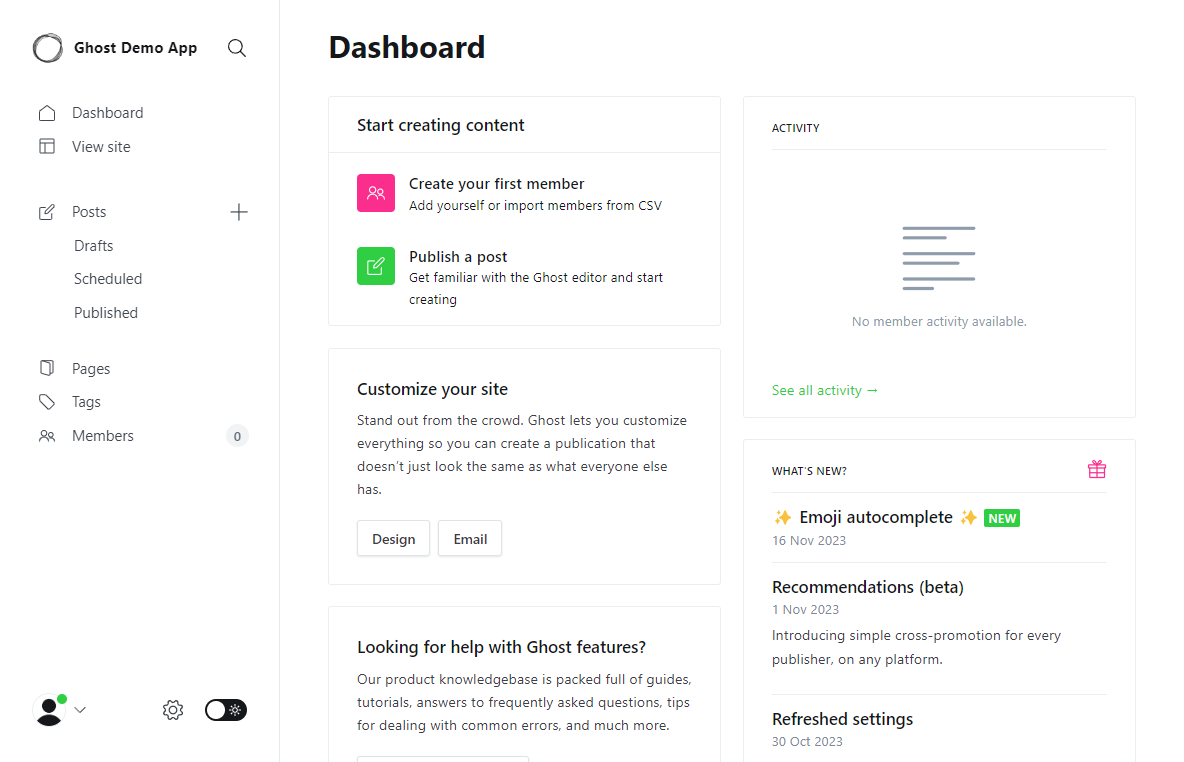 Ghost Demo App
Dashboard
View site
Posts
Drafts
Scheduled
Published
Pages
Tags
Members
0
Dashboard
Start creating content
Create your first member
Add yourself or import members from CSV
Publish a post
Get familiar with the Ghost editor and start
creating
Customize your site
Stand out from the crowd. Ghost lets you customize
everything so you can create a publication that
doesn’t just look the same as what everyone else
has.
Design
Email
Looking for help with Ghost features?
Our product knowledgebase is packed full of guides,
tutorials, answers to frequently asked questions, tips
for dealing with common errors, and much more.
ACTIVITY
No member activity available.
See all activity →
WHAT'S NEW?
✨ Emoji autocomplete ✨ NEW
16 Nov 2023
Recommendations (beta)
1 Nov 2023
Introducing simple cross-promotion for every
publisher, on any platform.
Refreshed settings
30 Oct 2023